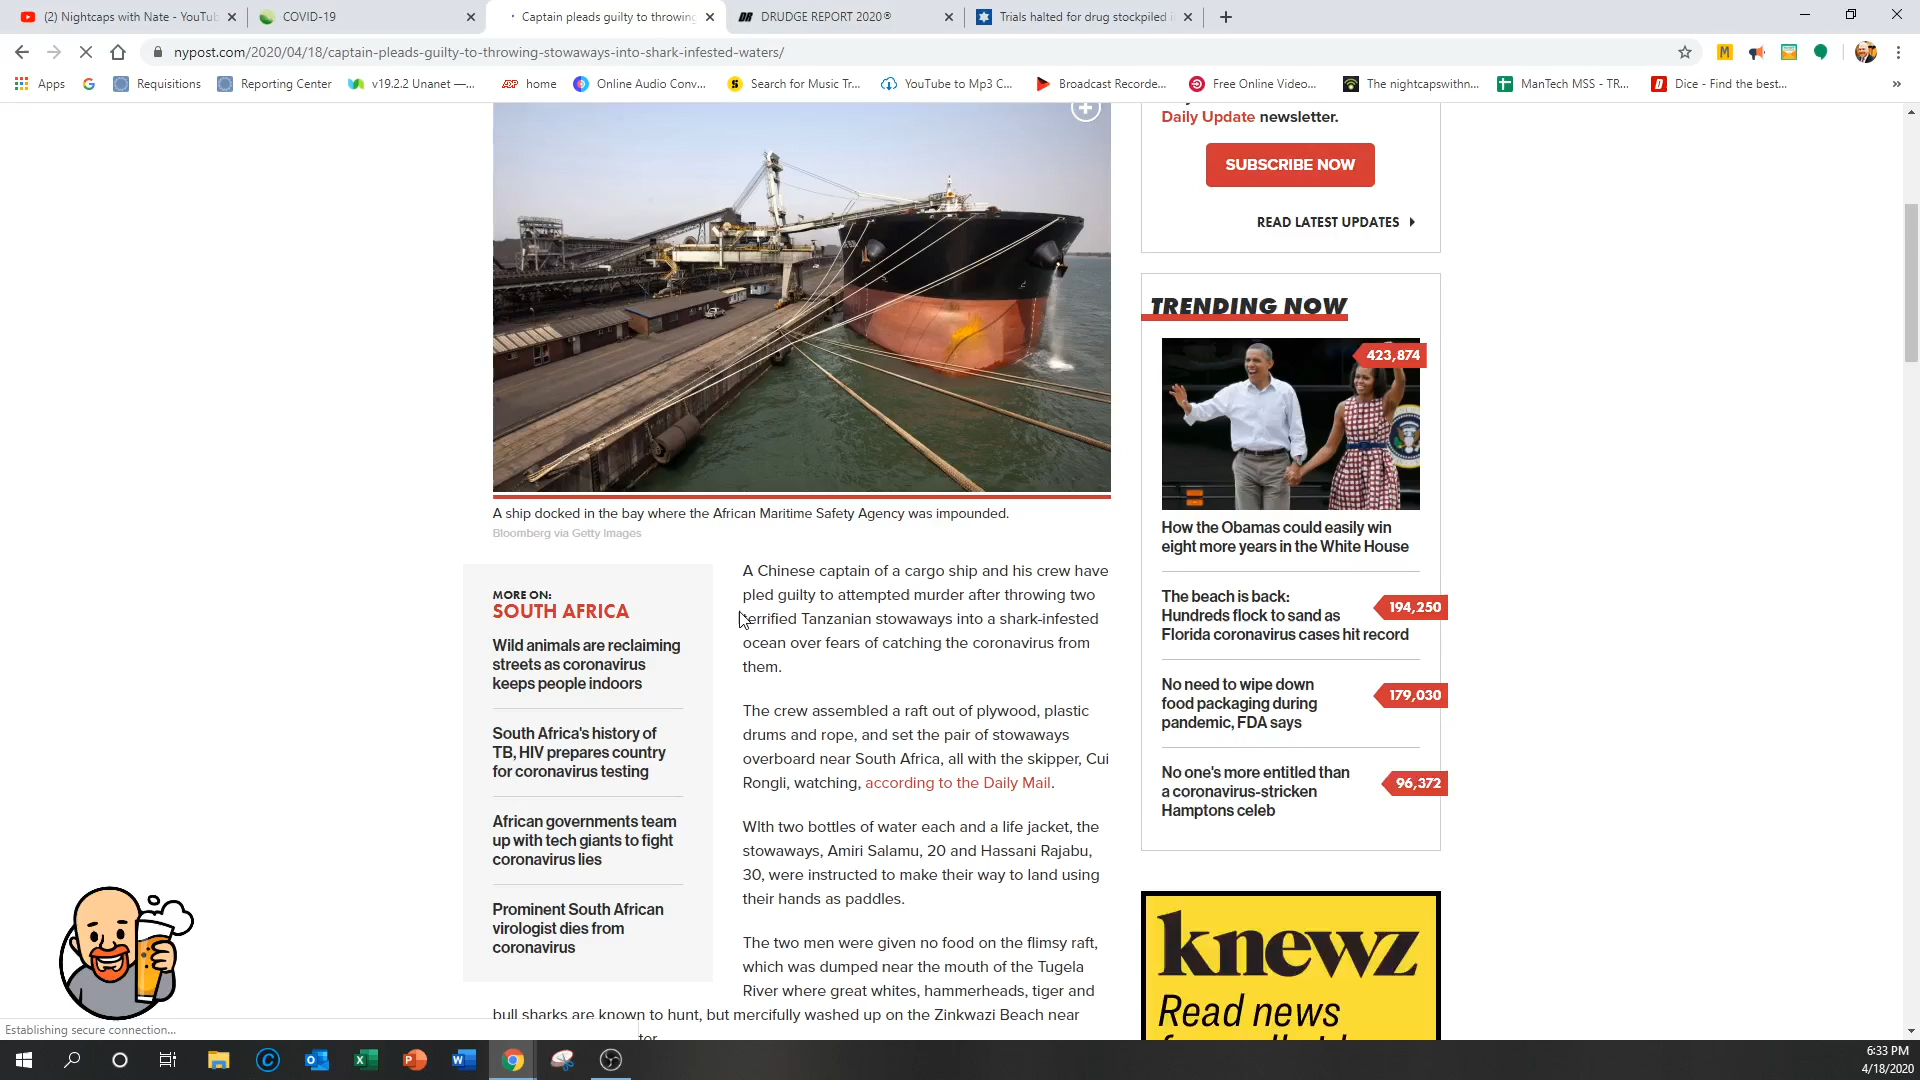 (2) Nightcaps with Nate - YouTu
COVID-19
Captain pleads guilty to throwing
DRUDGE REPORT 2020®
Trials halted for drug stockpiled i
nypost.com/2020/04/18/captain-pleads-guilty-to-throwing-stowaways-into-shark-infested-waters/
Apps
Requisitions
Reporting Center
v19.2.2 Unanet —...
home
Online Audio Conv...
Search for Music Tr...
YouTube to Mp3 C...
Broadcast Recorde...
Free Online Video...
The nightcapswithn...
ManTech MSS - TR...
Dice - Find the best...
»
A ship docked in the bay where the African Maritime Safety Agency was impounded.
Bloomberg via Getty Images
MORE ON:
SOUTH AFRICA
Wild animals are reclaiming
streets as coronavirus
keeps people indoors
South Africa's history of
TB, HIV prepares country
for coronavirus testing
African governments team
up with tech giants to fight
coronavirus lies
Prominent South African
virologist dies from
coronavirus
A Chinese captain of a cargo ship and his crew have
pled guilty to attempted murder after throwing two
terrified Tanzanian stowaways into a shark-infested
ocean over fears of catching the coronavirus from
them.
The crew assembled a raft out of plywood, plastic
drums and rope, and set the pair of stowaways
overboard near South Africa, all with the skipper, Cui
Rongli, watching, according to the Daily Mail.
WIth two bottles of water each and a life jacket, the
stowaways, Amiri Salamu, 20 and Hassani Rajabu,
30, were instructed to make their way to land using
their hands as paddles.
The two men were given no food on the flimsy raft,
which was dumped near the mouth of the Tugela
River where great whites, hammerheads, tiger and
bull sharks are known to hunt, but mercifully washed up on the Zinkwazi Beach near
Daily Update newsletter.
SUBSCRIBE NOW
READ LATEST UPDATES
TRENDING NOW
423,874
How the Obamas could easily win
eight more years in the White House
The beach is back:
Hundreds flock to sand as
Florida coronavirus cases hit record
194,250
No need to wipe down
food packaging during
pandemic, FDA says
179,030
No one's more entitled than
a coronavirus-stricken
Hamptons celeb
96,372
knewz
Read news
Establishing secure connection...
6:33 PM
4/18/2020